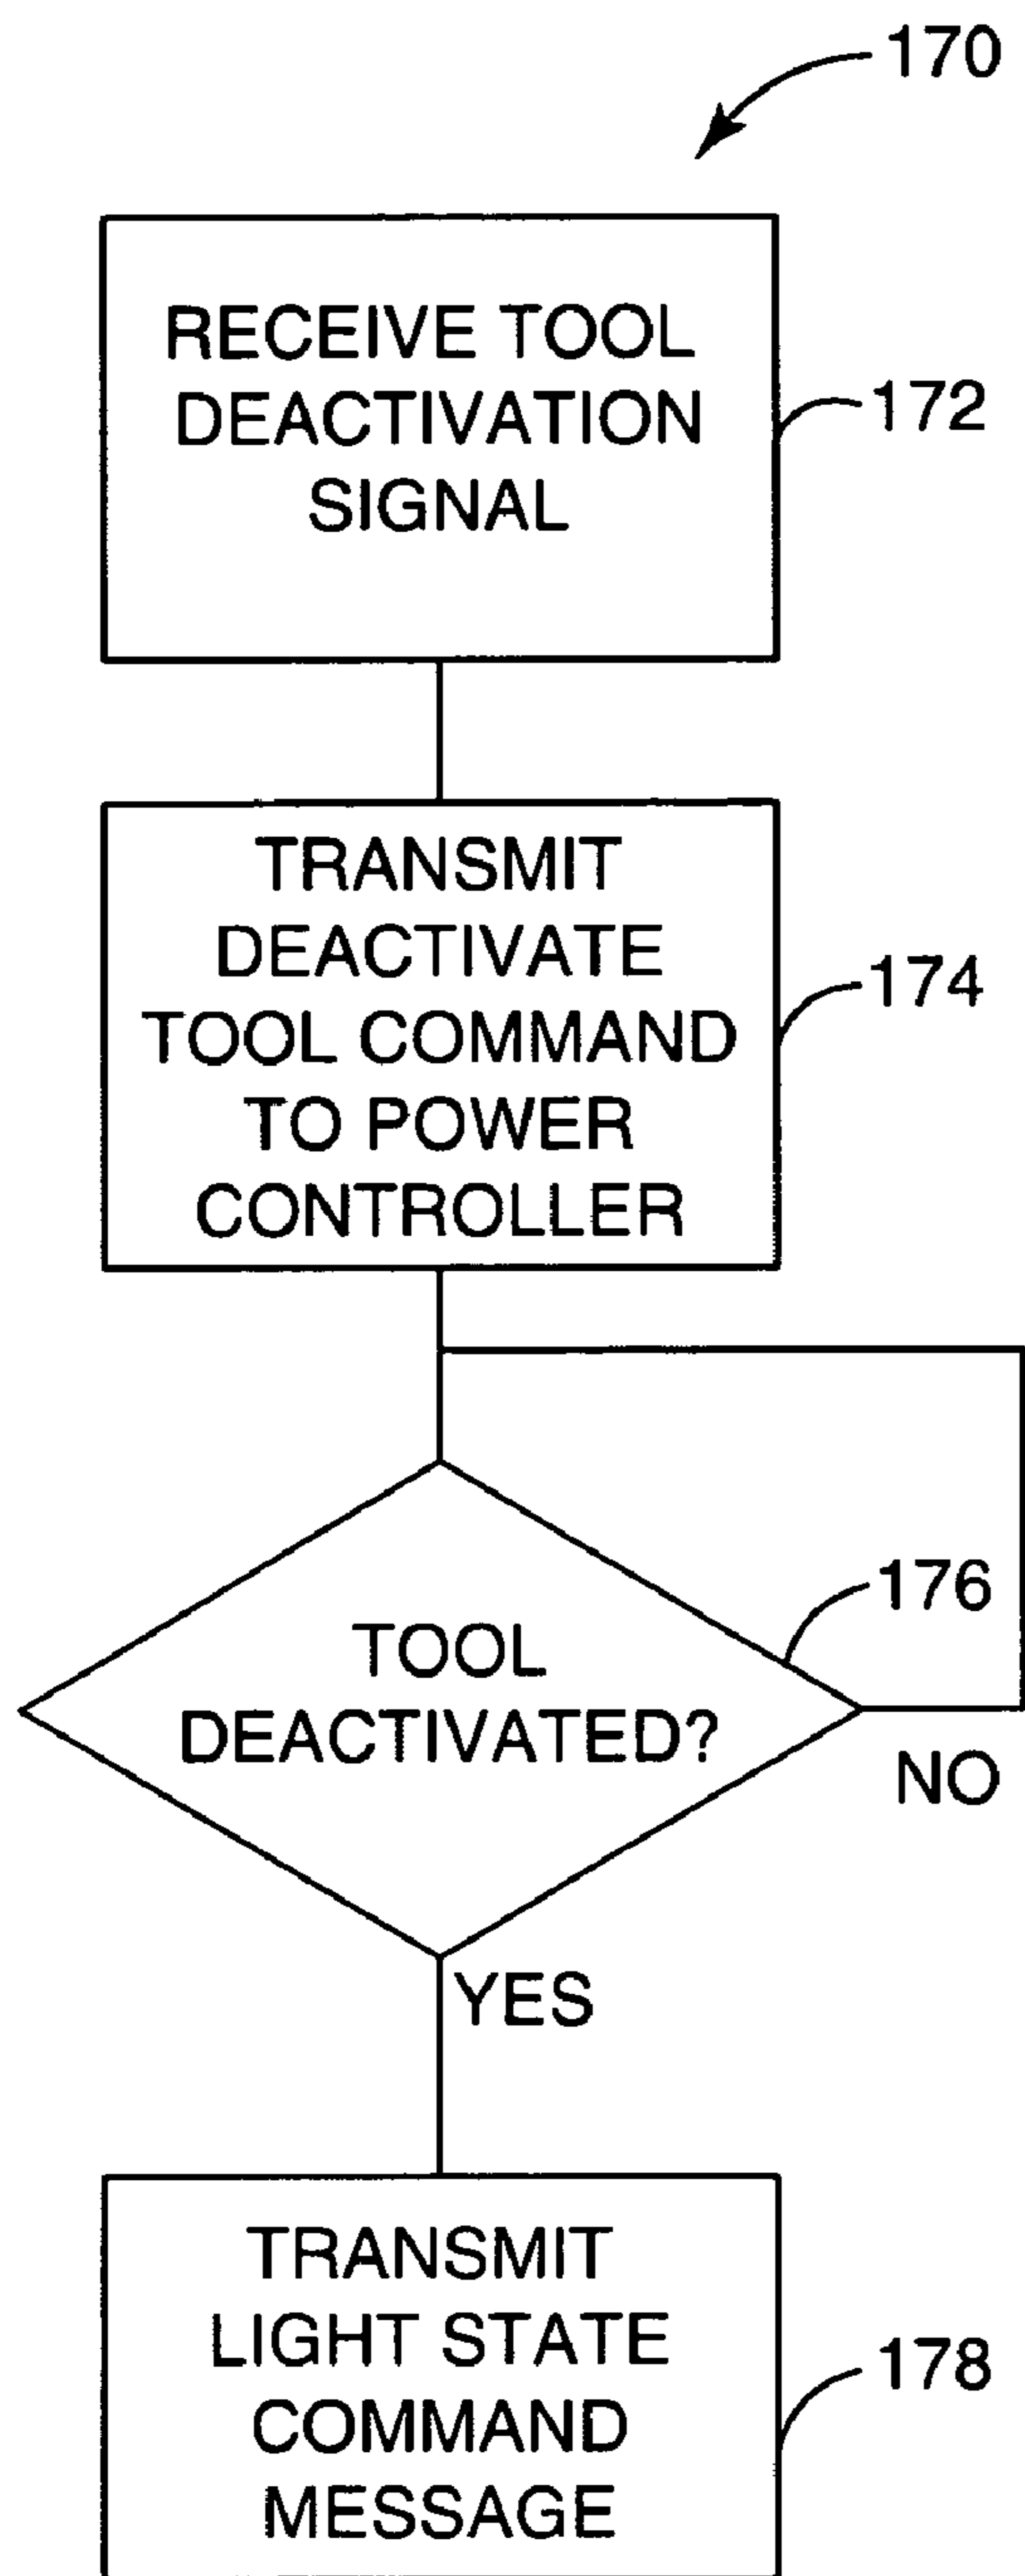 170
RECEIVE TOOL
DEACTIVATION
SIGNAL
172
TRANSMIT
DEACTIVATE
TOOL COMMAND
TO POWER
CONTROLLER
174
176
TOOL
DEACTIVATED?
NO
YES
TRANSMIT
LIGHT STATE
COMMAND
MESSAGE
178